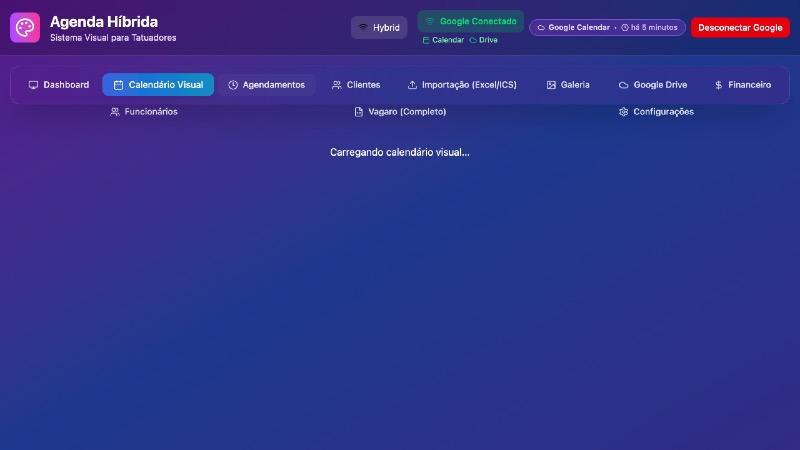 Agenda Híbrida
Sistema Visual para Tatuadores
Hybrid
Google Conectado
Calendar Drive
Google Calendar • há 5 minutos
Desconectar Google
Dashboard
Calendário Visual
Agendamentos
Clientes
Importação (Excel/ICS)
Galeria
Google Drive
Financeiro
Funcionários
Vagaro (Completo)
Configurações
Carregando calendário visual...